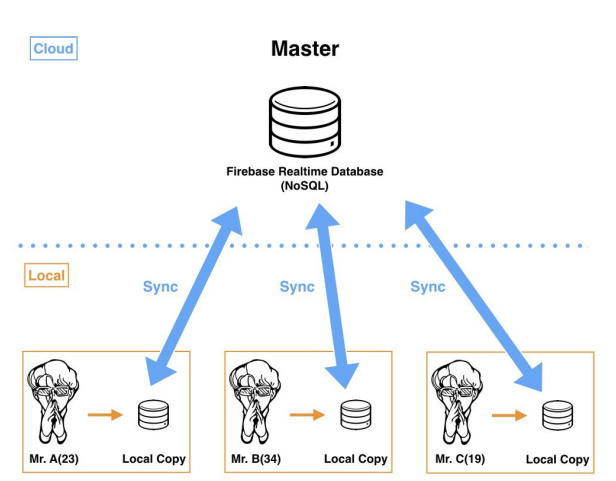 Cloud
Master
Firebase Realtime Database
(NoSQL)
Local
Sync
Sync
Sync
Mr. A(23)
Local Copy
Mr. B(34)
Local Copy
Mr. C(19)
Local Copy